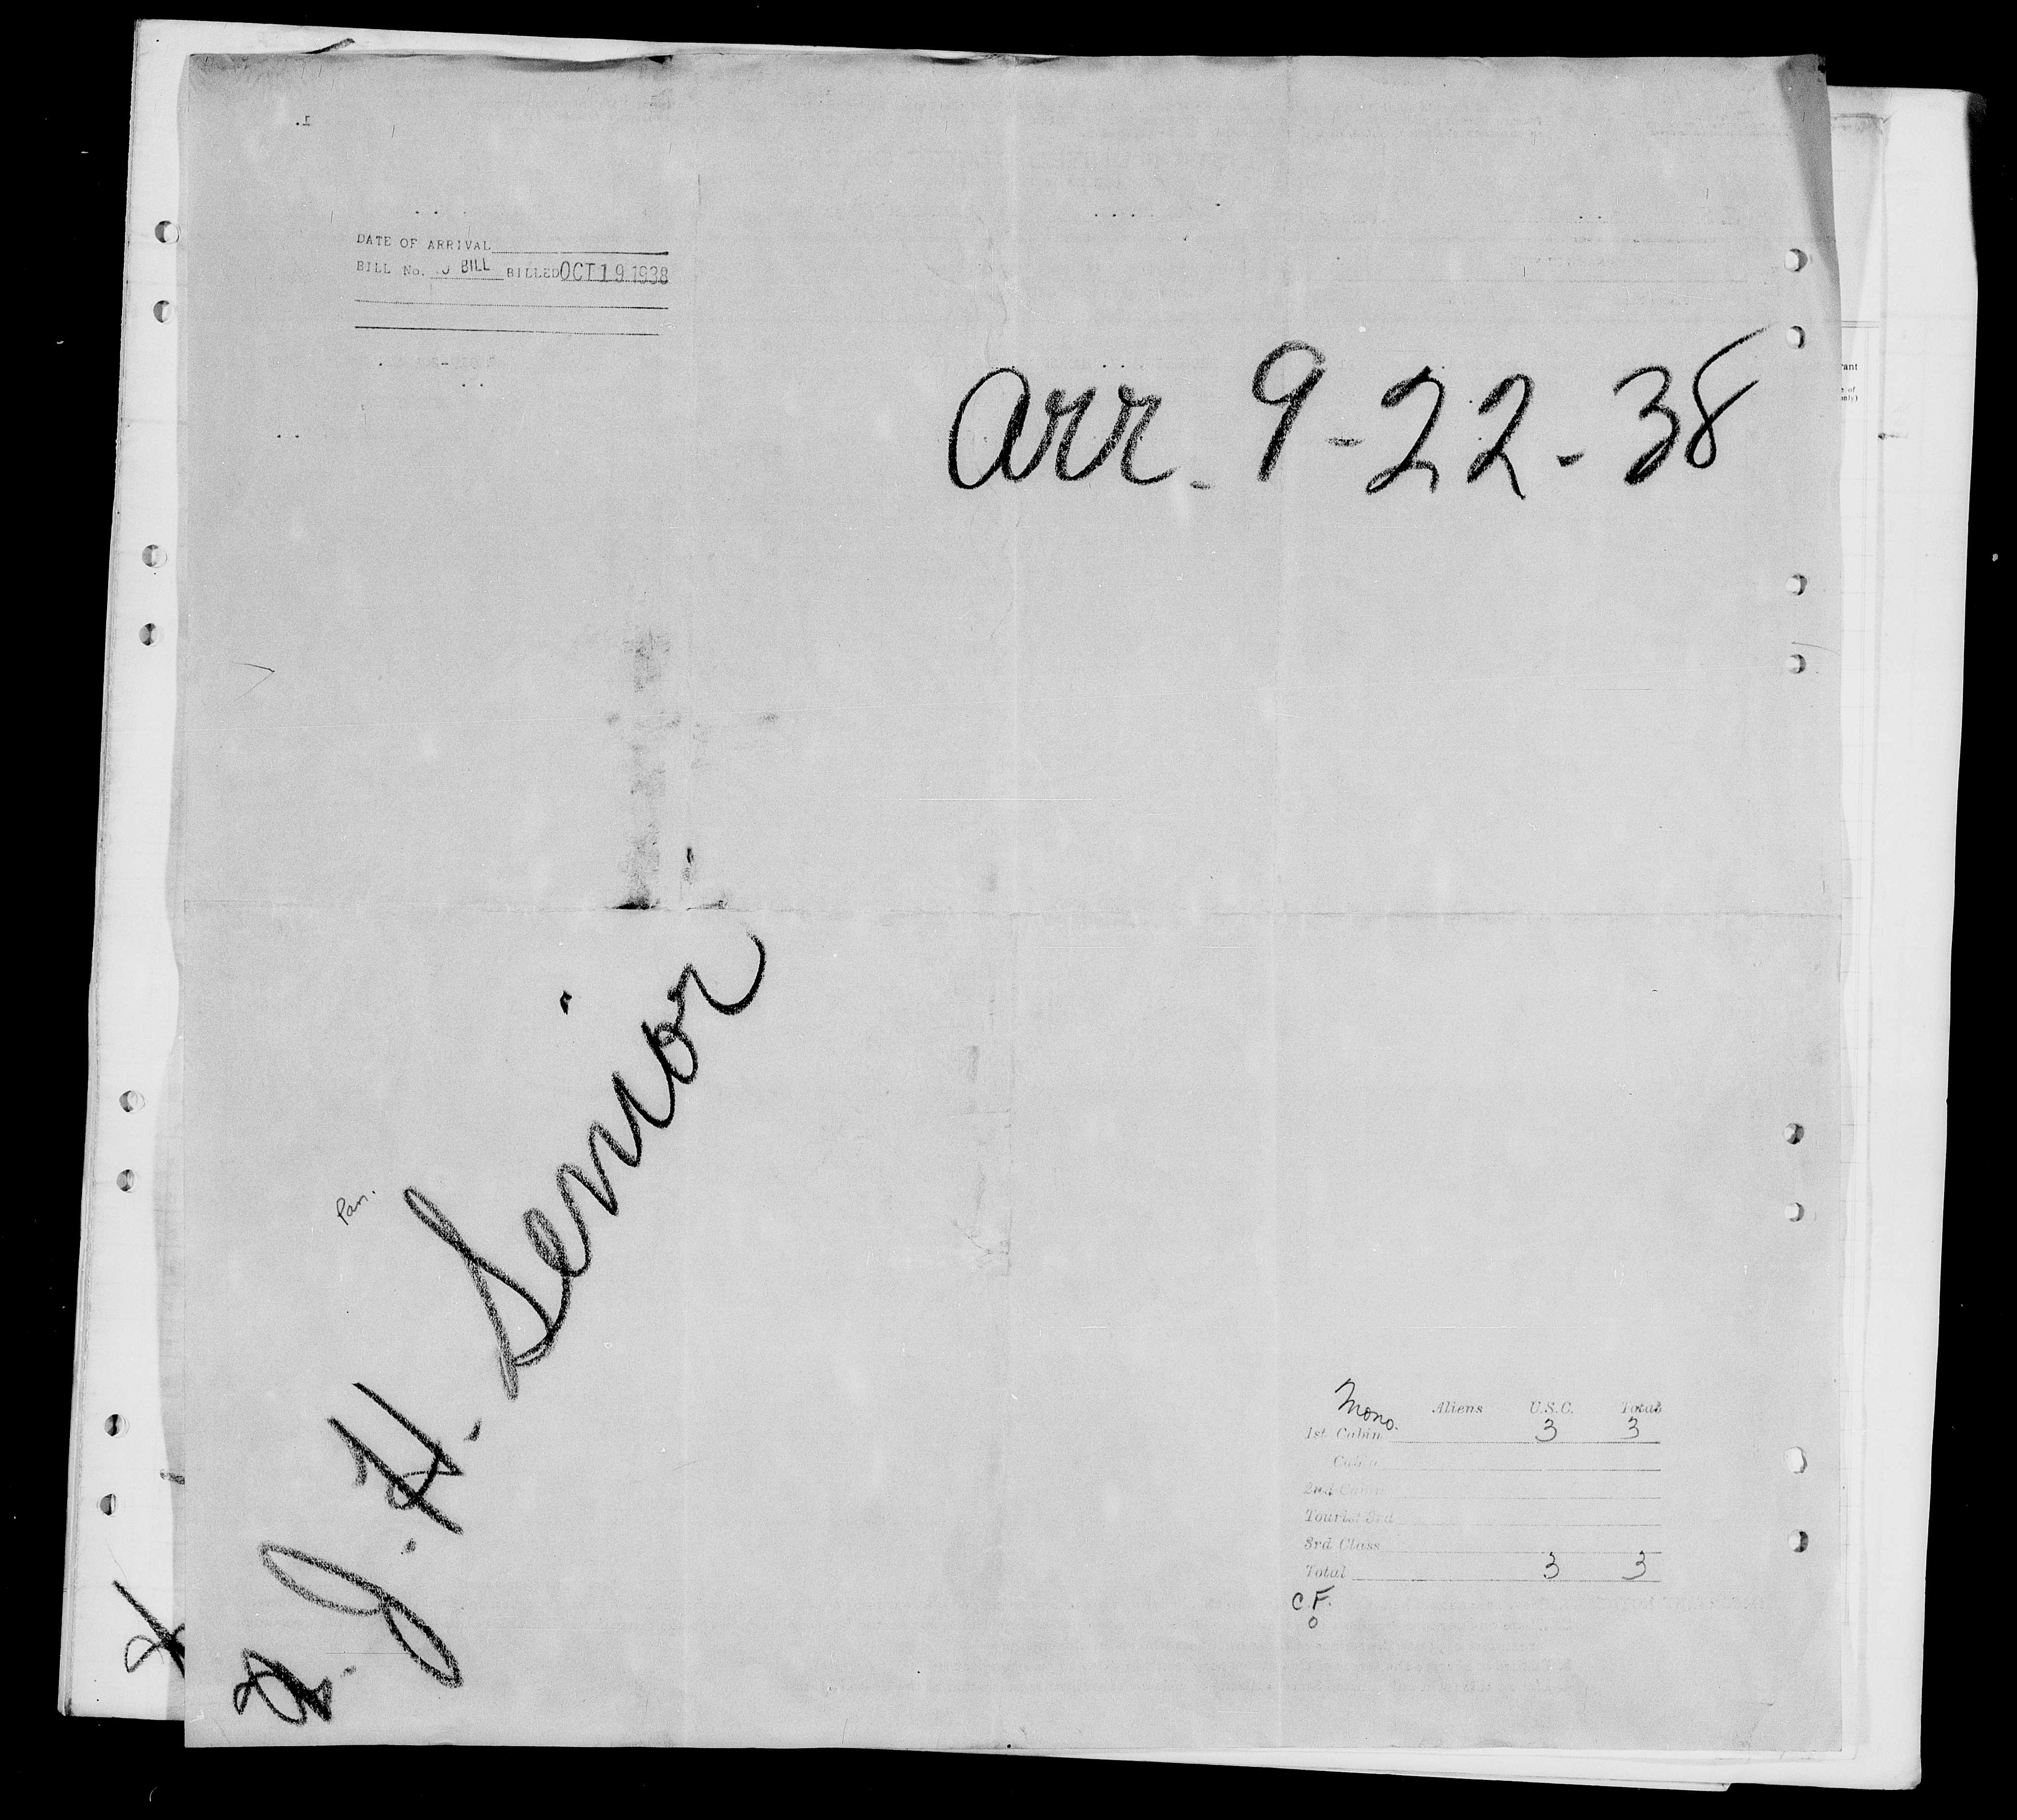 DATE OF ARRIVAL
BILL No. BILL BILLED OCT 19 1938
arr. 9-22-38
Pan.
J. H. Senior
Mono. Aliens U.S.C. Total
1st Cabin 3 3
Cabin
2nd Cabin
Tourist 3rd
3rd Class
Total 3 3
C.F.
0